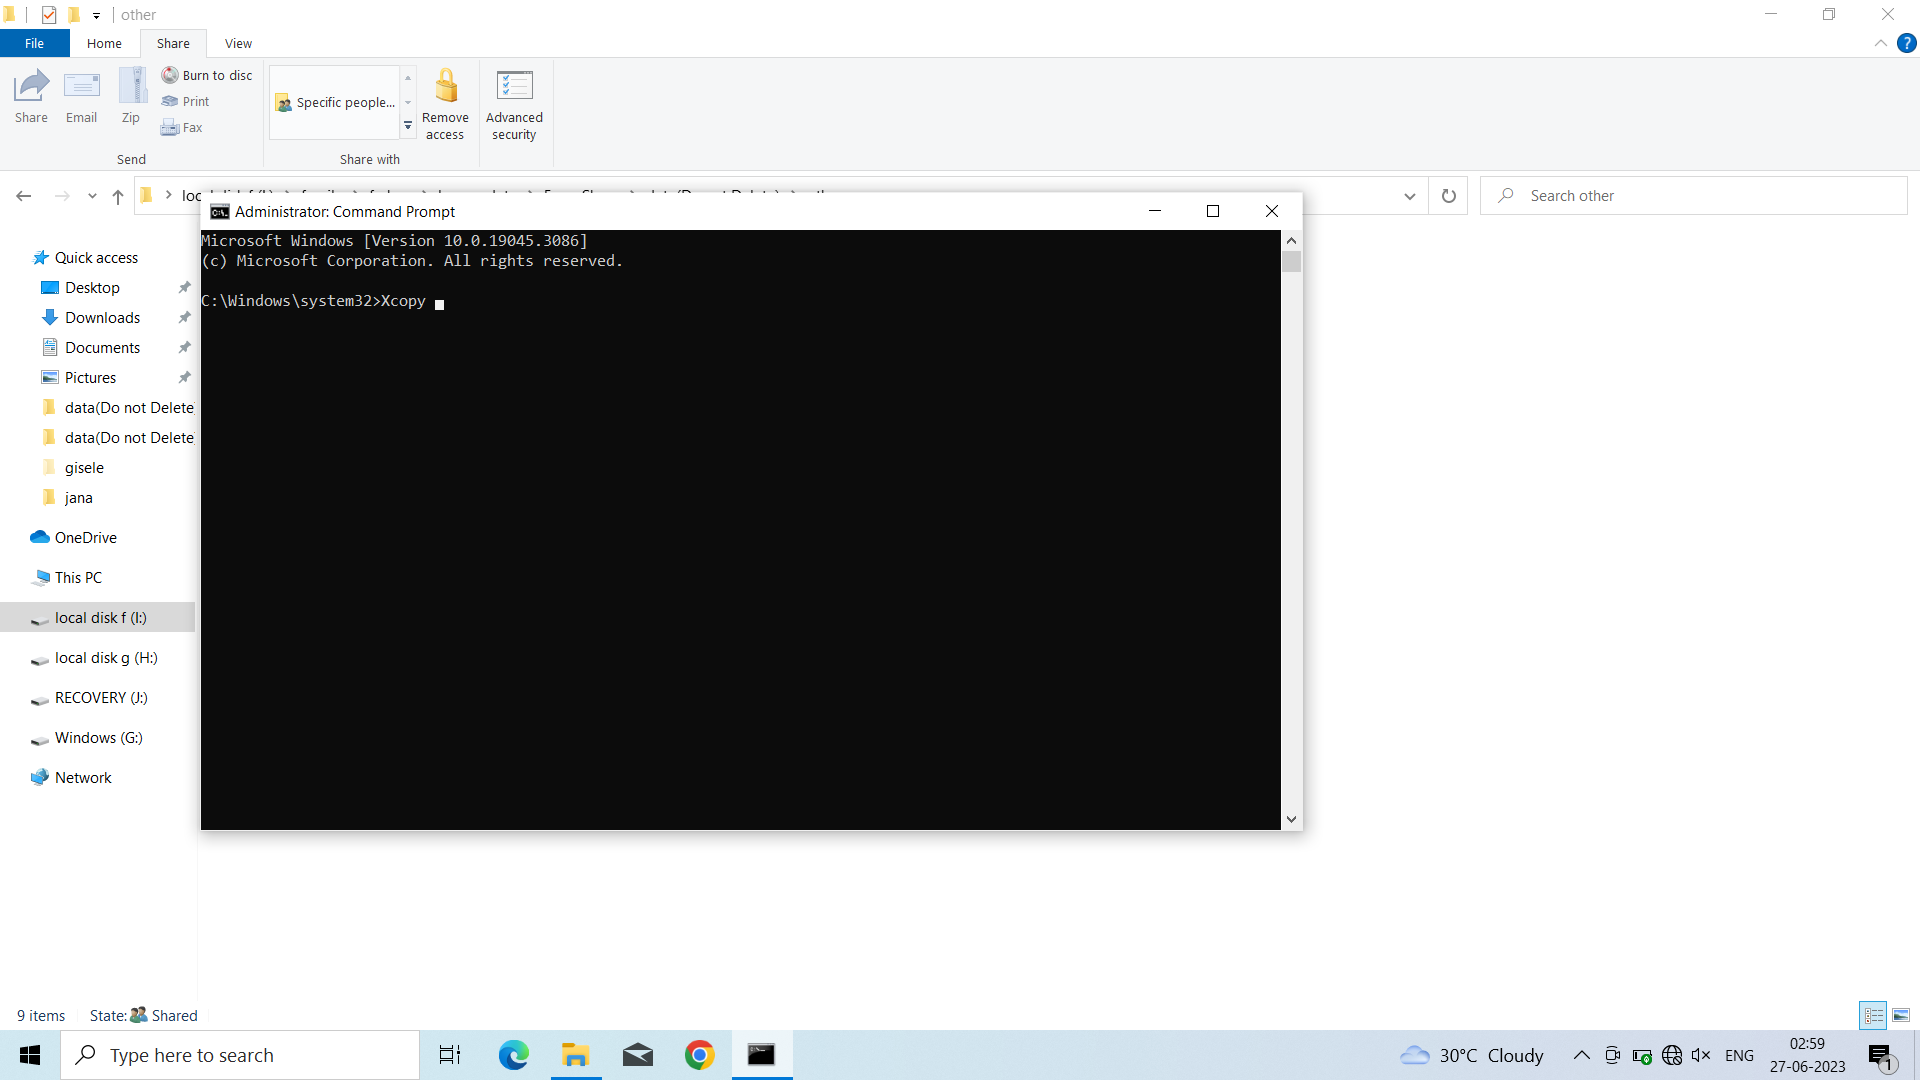 other
File
Home
Share
View
Share
Email
Zip
Burn to disc
Print
Fax
Send
Specific people...
Remove
access
Share with
Advanced
security
Search other
Administrator: Command Prompt
Microsoft Windows [Version 10.0.19045.3086]
(c) Microsoft Corporation. All rights reserved.
C:\Windows\system32>Xcopy
Quick access
Desktop
Downloads
Documents
Pictures
data(Do not Delete
data(Do not Delete
gisele
jana
OneDrive
This PC
local disk f (I:)
local disk g (H:)
RECOVERY (J:)
Windows (G:)
Network
9 items
State: Shared
Type here to search
30°C Cloudy
ENG
02:59
27-06-2023
1